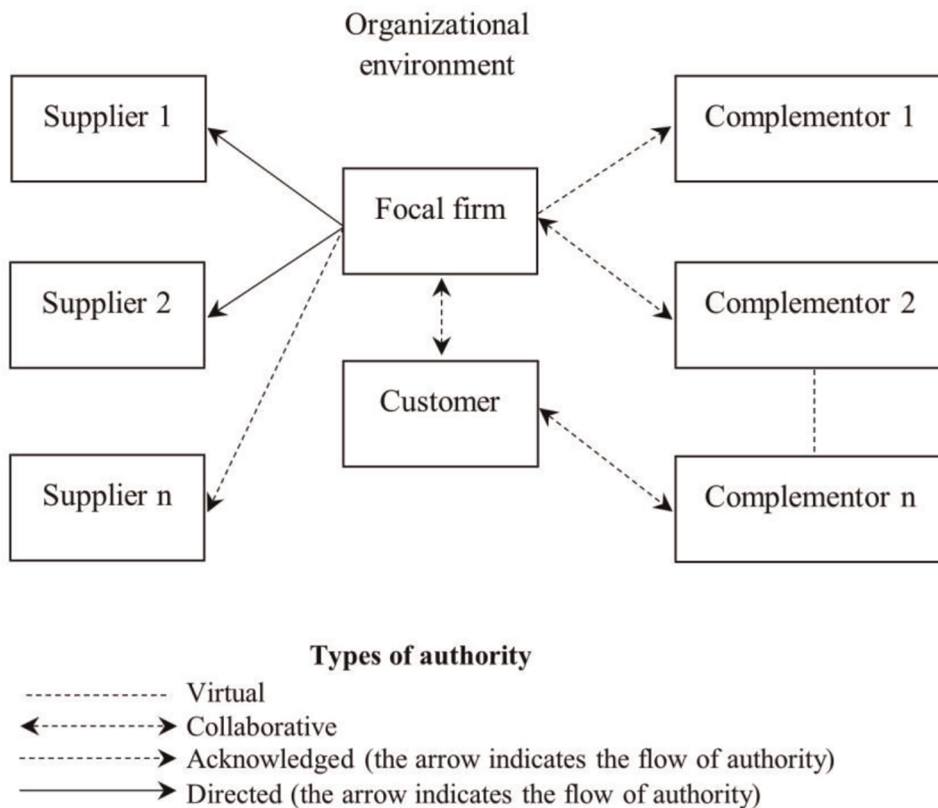 Organizational
environment
Supplier 1
Complementor 1
Focal firm
Supplier 2
Complementor 2
Customer
Supplier n
Complementor n
Types of authority
Virtual
Collaborative
Acknowledged (the arrow indicates the flow of authority)
Directed (the arrow indicates the flow of authority)